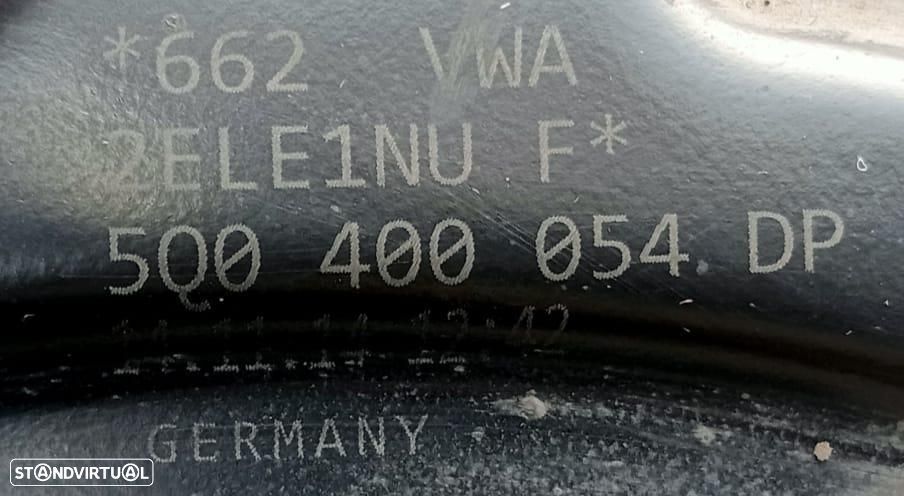 *662 VWA
2ELE1NU F*
5Q0 400 054 DP
GERMANY
STANDVIRTUAL